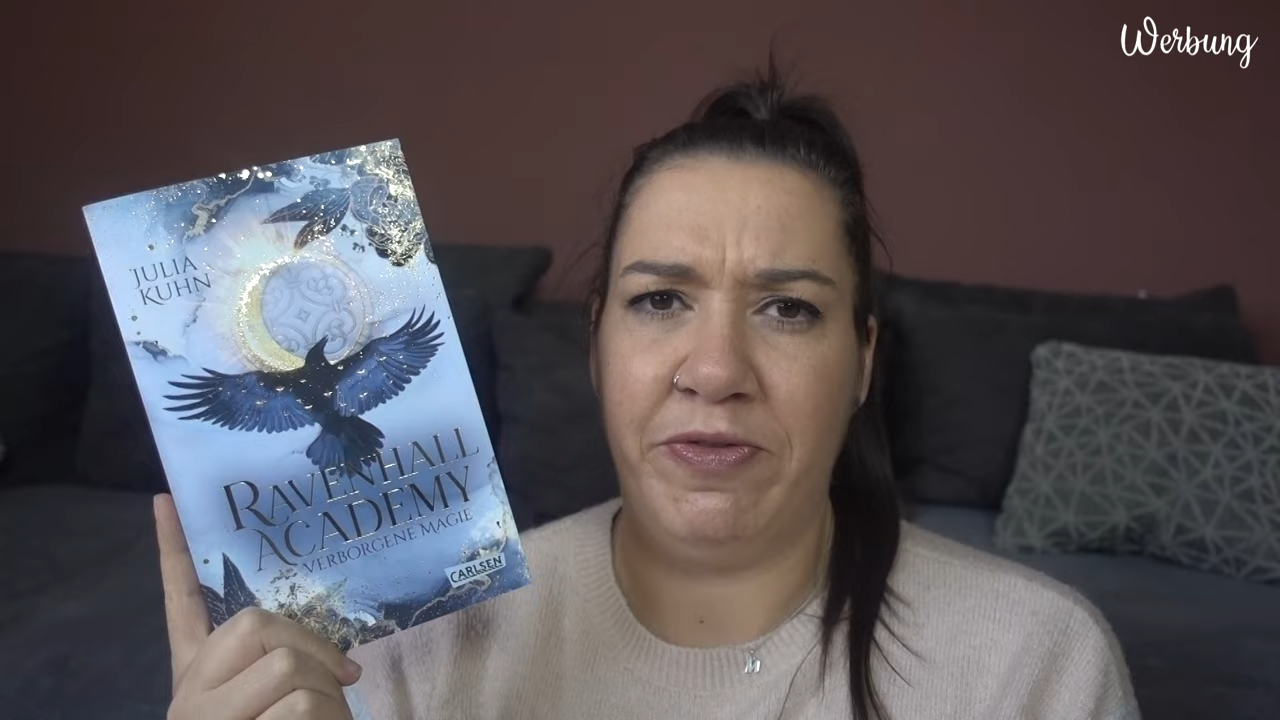 Werbung
JULIA
KUHN
RAVENHALL
ACADEMY
VERBORGENE MAGIE
CARLSEN
M